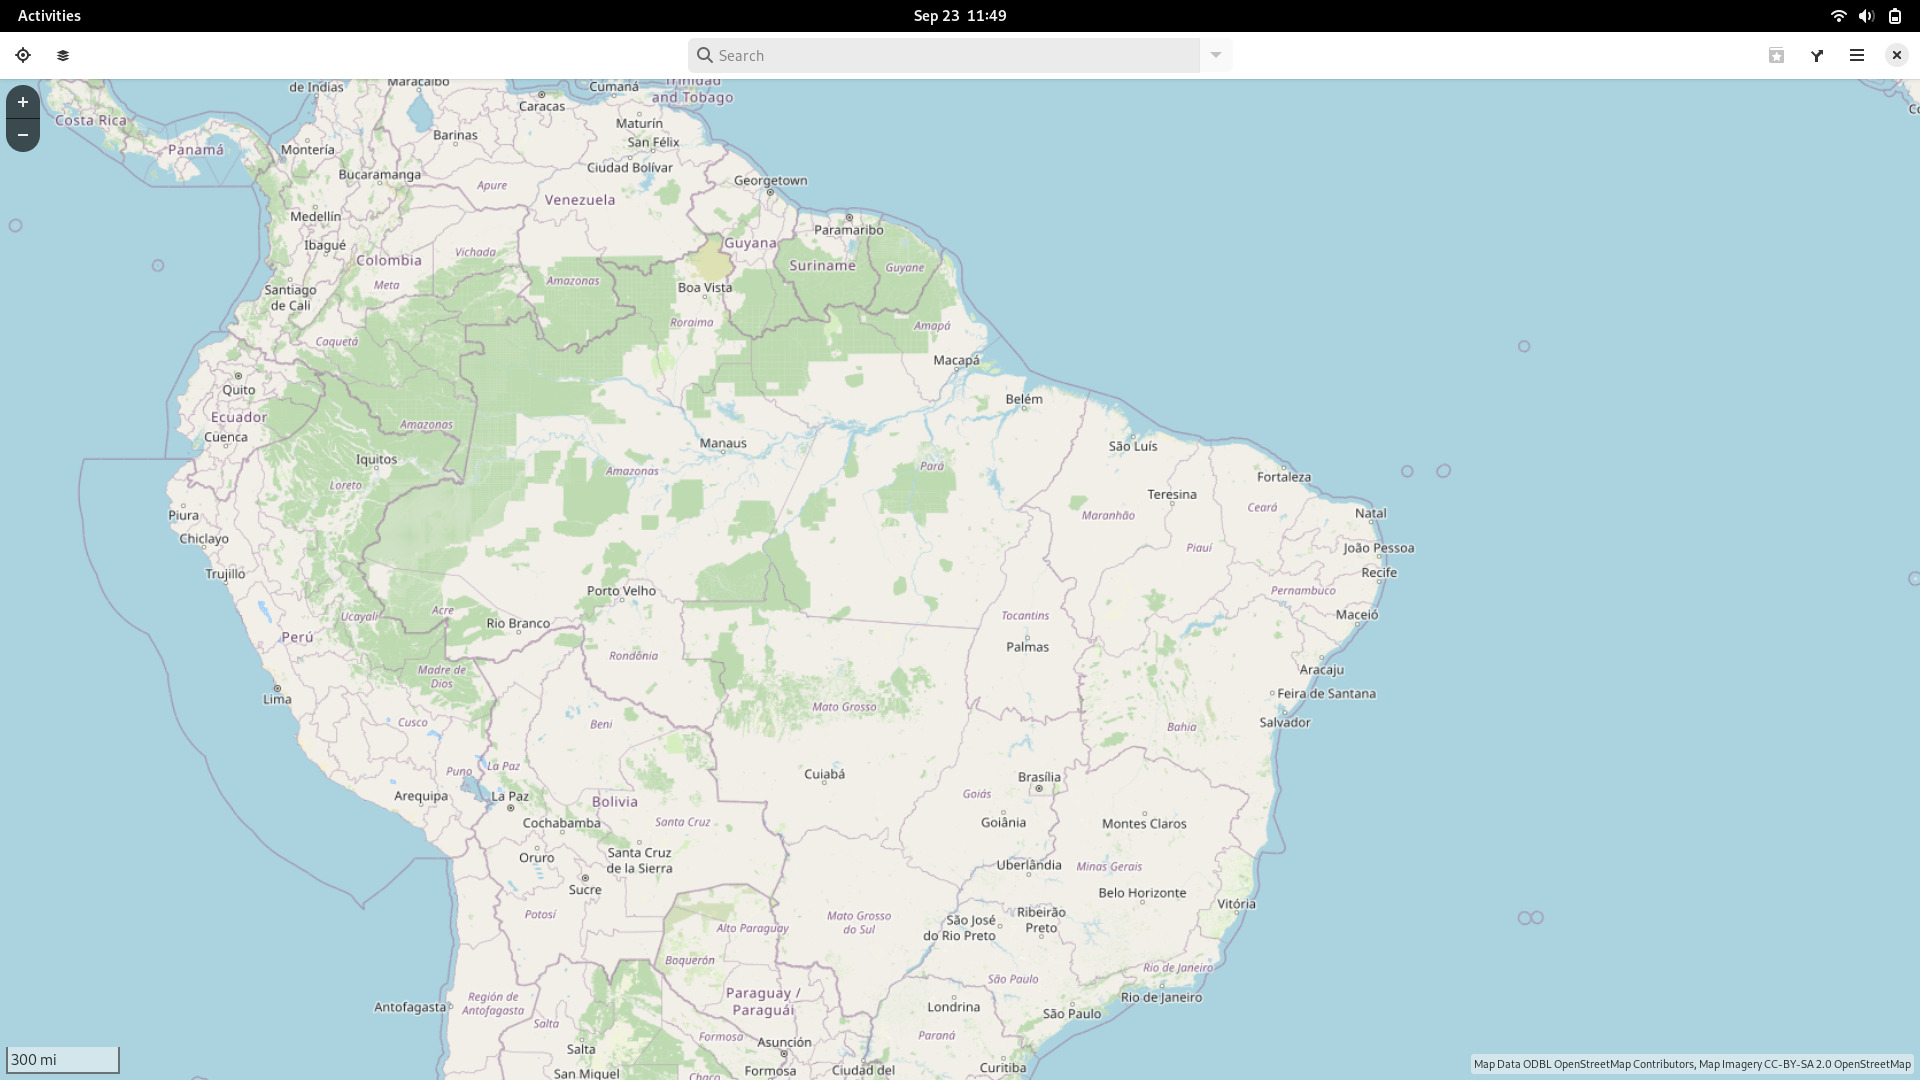 Activities
Sep 23 11:49
Search
+
−
de Indias
Maracaibo
Cumaná
Trinidad
and Tobago
Caracas
Costa Rica
Maturín
Barinas
San Félix
Panamá
Montería
Ciudad Bolívar
Bucaramanga
Georgetown
Apure
Venezuela
Medellín
Paramaribo
Ibagué
Guyana
Vichada
Colombia
Suriname
Guyane
Amazonas
Meta
Boa Vista
Santiago
de Cali
Roraima
Amapá
Caquetá
Macapá
Quito
Belém
Ecuador
Amazonas
Cuenca
Manaus
São Luís
Iquitos
Pará
Amazonas
Fortaleza
Loreto
Teresina
Ceará
Piura
Maranhão
Natal
Chiclayo
Piauí
João Pessoa
Trujillo
Recife
Porto Velho
Pernambuco
Acre
Ucayali
Tocantins
Maceió
Rio Branco
Perú
Palmas
Rondônia
Madre de
Dios
Aracaju
Lima
Feira de Santana
Mato Grosso
Cusco
Beni
Bahia
Salvador
La Paz
Puno
Cuiabá
Brasília
Arequipa
La Paz
Bolivia
Goiás
Cochabamba
Santa Cruz
Goiânia
Montes Claros
Oruro
Santa Cruz
de la Sierra
Uberlândia
Minas Gerais
Sucre
Belo Horizonte
Vitória
Potosí
Mato Grosso
do Sul
São José
do Rio Preto
Ribeirão
Preto
Alto Paraguay
Boquerón
Rio de Janeiro
São Paulo
Paraguay /
Paraguái
Región de
Antofagasta
Antofagasta
Londrina
Rio de Janeiro
São Paulo
Salta
Formosa
Paraná
Asunción
Salta
Curitiba
Formosa
Ciudad del
San Miguel
Chaco
300 mi
Map Data ODBL OpenStreetMap Contributors, Map Imagery CC-BY-SA 2.0 OpenStreetMap